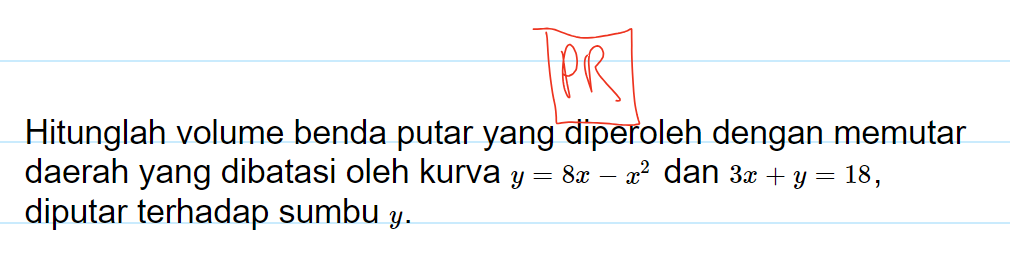 PR
Hitunglah volume benda putar yang diperoleh dengan memutar
daerah yang dibatasi oleh kurva y = 8x − x² dan 3x + y = 18,
diputar terhadap sumbu y.